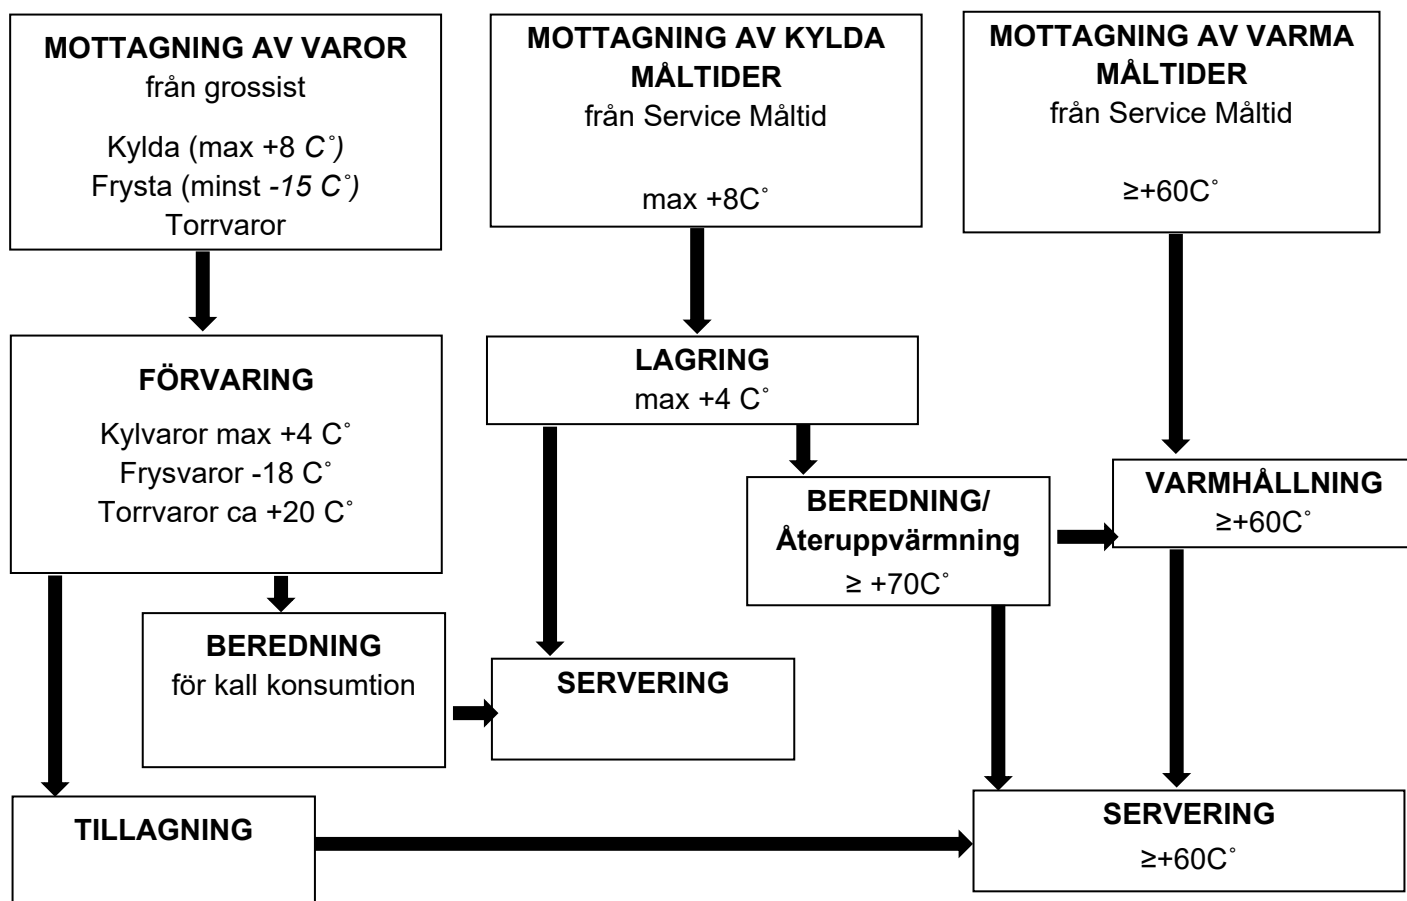 MOTTAGNING AV VAROR
från grossist
Kylda (max +8 C°)
Frysta (minst -15 C°)
Torrvaror
MOTTAGNING AV KYLDA
MÅLTIDER
från Service Måltid
max +8C°
MOTTAGNING AV VARMA
MÅLTIDER
från Service Måltid
≥+60C°
FÖRVARING
Kylvaror max +4 C°
Frysvaror -18 C°
Torrvaror ca +20 C°
LAGRING
max +4 C°
BEREDNING/
Återuppvärmning
≥ +70C°
VARMHÅLLNING
≥+60C°
BEREDNING
för kall konsumtion
SERVERING
TILLAGNING
SERVERING
≥+60C°